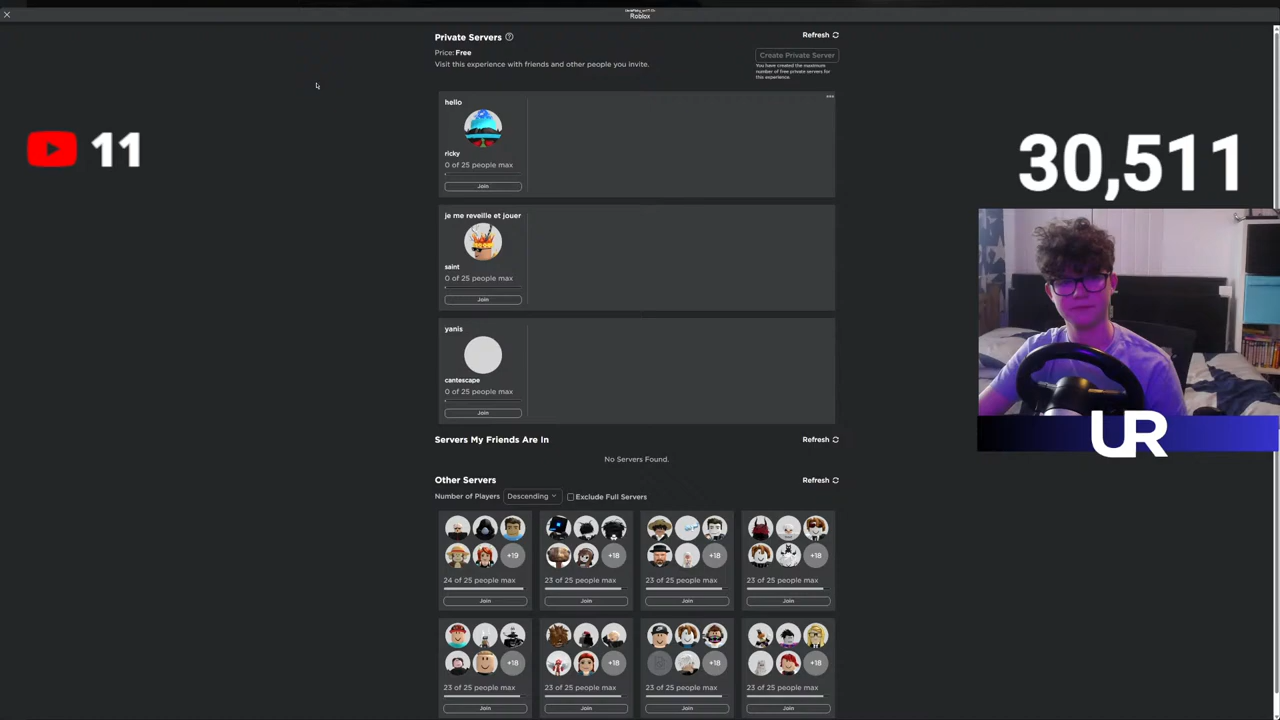 Roblox
Private Servers
Refresh
Price: Free
Create Private Server
Visit this experience with friends and other people you invite.
You have created the maximum
number of free private servers for
this experience.
hello
ricky
0 of 25 people max
Join
je me reveille et jouer
saint
0 of 25 people max
Join
yanis
cantescape
0 of 25 people max
Join
11
30,511
UR
Servers My Friends Are In
Refresh
No Servers Found.
Other Servers
Refresh
Number of Players Descending Exclude Full Servers
+19 +18 +18 +18
24 of 25 people max 23 of 25 people max 23 of 25 people max 23 of 25 people max
Join Join Join Join
+18 +18 +18 +18
23 of 25 people max 23 of 25 people max 23 of 25 people max 23 of 25 people max
Join Join Join Join